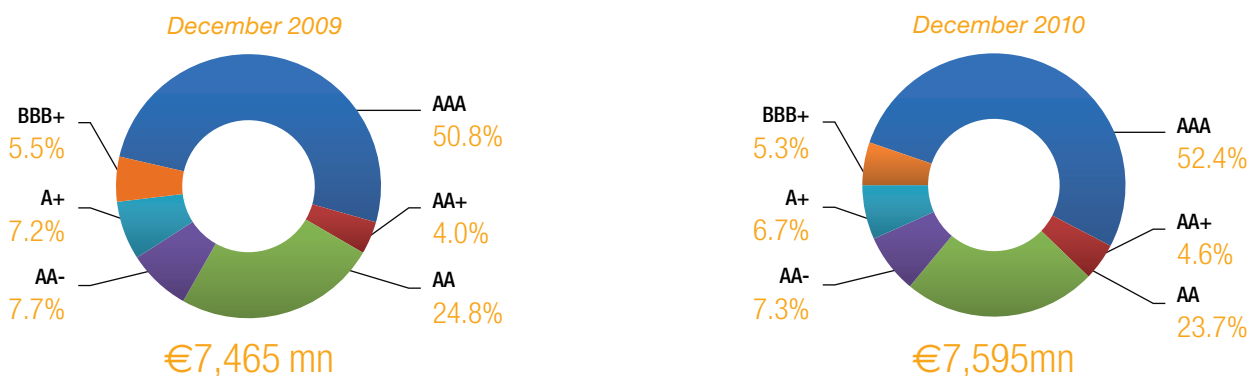 December 2009
AAA
50.8%
AA+
4.0%
AA
24.8%
AA-
7.7%
A+
7.2%
BBB+
5.5%
€7,465 mn
December 2010
AAA
52.4%
AA+
4.6%
AA
23.7%
AA-
7.3%
A+
6.7%
BBB+
5.3%
€7,595mn